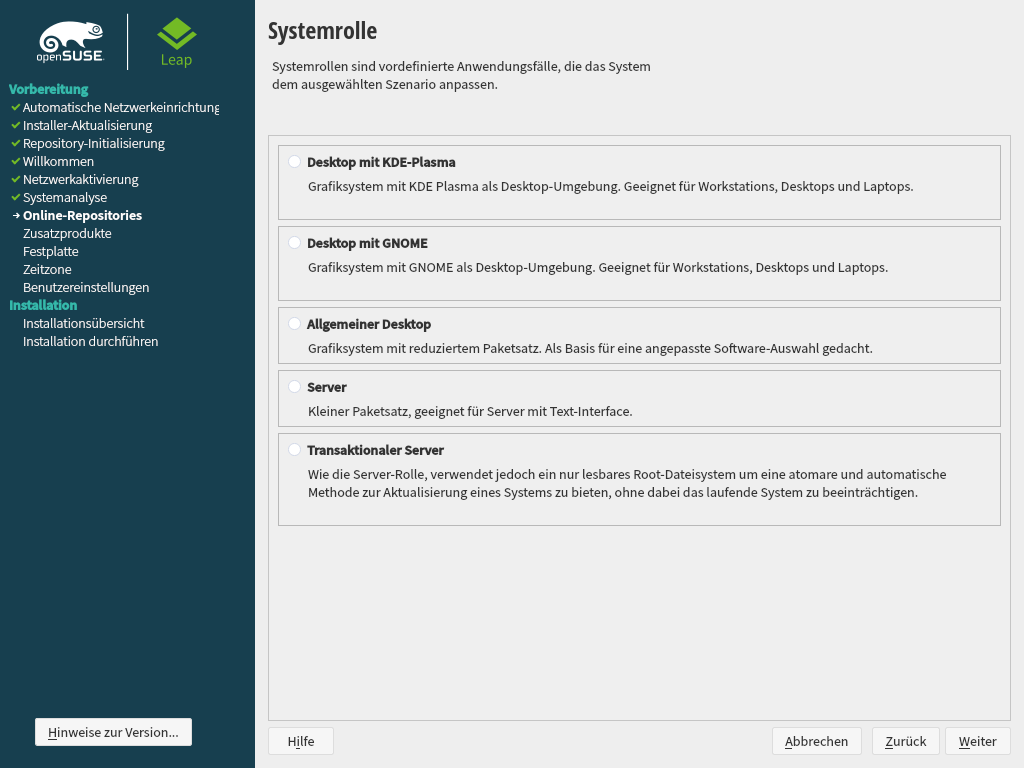 openSUSE
Leap
Vorbereitung
Automatische Netzwerkeinrichtung
Installer-Aktualisierung
Repository-Initialisierung
Willkommen
Netzwerkaktivierung
Systemanalyse
Online-Repositories
Zusatzprodukte
Festplatte
Zeitzone
Benutzereinstellungen
Installation
Installationsübersicht
Installation durchführen
Hinweise zur Version...
Systemrolle
Systemrollen sind vordefinierte Anwendungsfälle, die das System
dem ausgewählten Szenario anpassen.
Desktop mit KDE-Plasma
Grafiksystem mit KDE Plasma als Desktop-Umgebung. Geeignet für Workstations, Desktops und Laptops.
Desktop mit GNOME
Grafiksystem mit GNOME als Desktop-Umgebung. Geeignet für Workstations, Desktops und Laptops.
Allgemeiner Desktop
Grafiksystem mit reduziertem Paketsatz. Als Basis für eine angepasste Software-Auswahl gedacht.
Server
Kleiner Paketsatz, geeignet für Server mit Text-Interface.
Transaktionaler Server
Wie die Server-Rolle, verwendet jedoch ein nur lesbares Root-Dateisystem um eine atomare und automatische
Methode zur Aktualisierung eines Systems zu bieten, ohne dabei das laufende System zu beeinträchtigen.
Hilfe
Abbrechen
Zurück
Weiter